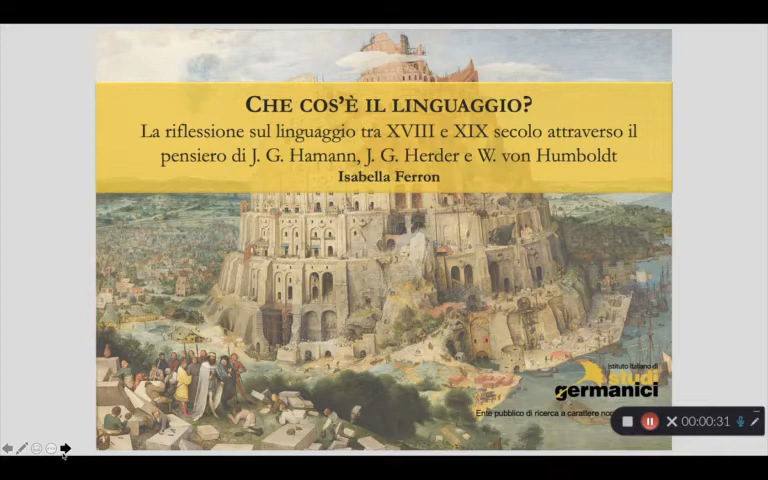 CHE COS'È IL LINGUAGGIO?
La riflessione sul linguaggio tra XVIII e XIX secolo attraverso il
pensiero di J. G. Hamann, J. G. Herder e W. von Humboldt
Isabella Ferron
Istituto Italiano di
studi
germanici
Ente pubblico di ricerca a carattere
00:00:31